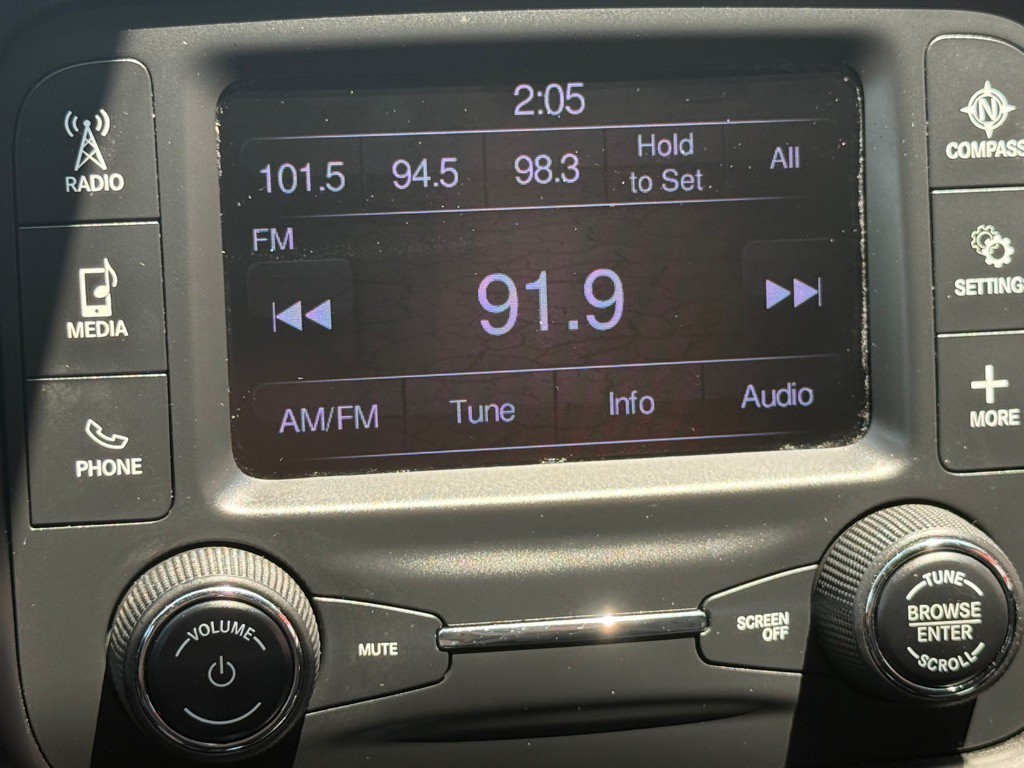 2:05
RADIO
101.5 94.5 98.3 Hold to Set All
N
COMPASS
FM
MEDIA
91.9
SETTINGS
AM/FM Tune Info Audio
MORE
PHONE
VOLUME
MUTE
SCREEN
OFF
TUNE
BROWSE
ENTER
SCROLL